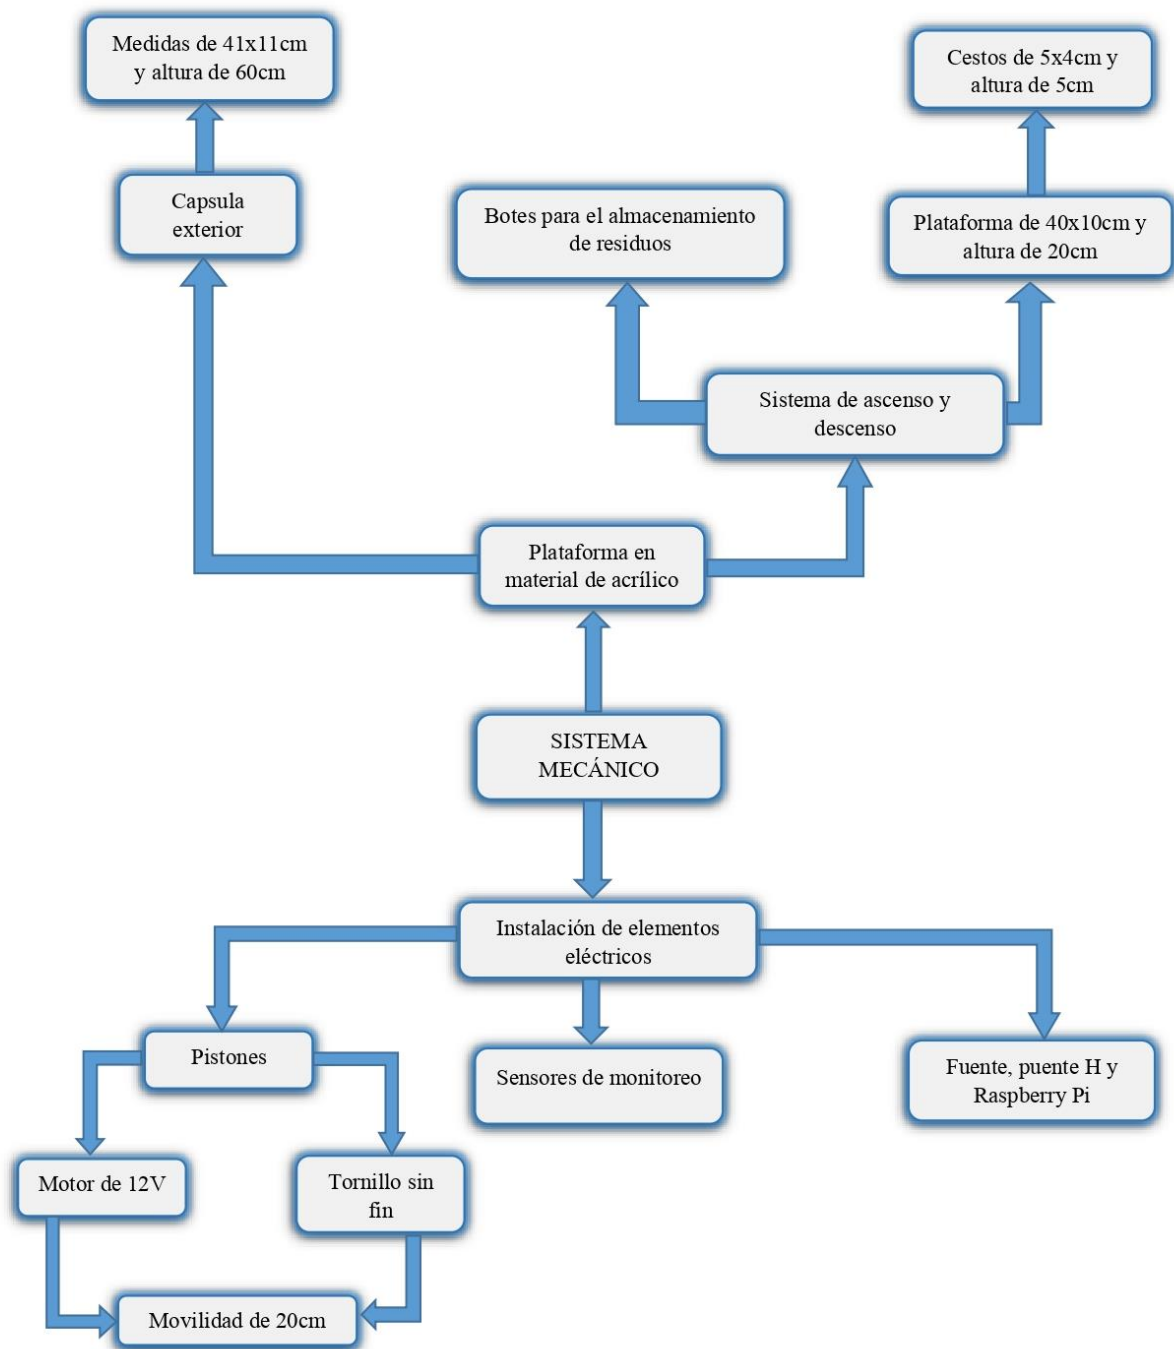 Medidas de 41x11cm
y altura de 60cm
Cestos de 5x4cm y
altura de 5cm
Capsula
exterior
Botes para el almacenamiento
de residuos
Plataforma de 40x10cm y
altura de 20cm
Sistema de ascenso y
descenso
Plataforma en
material de acrílico
SISTEMA
MECÁNICO
Instalación de elementos
eléctricos
Pistones
Sensores de monitoreo
Fuente, puente H y
Raspberry Pi
Motor de 12V
Tornillo sin
fin
Movilidad de 20cm